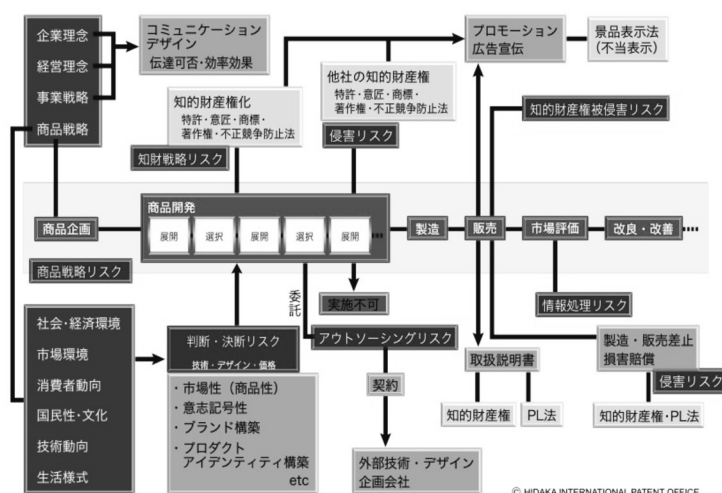 企業理念
経営理念
事業戦略
商品戦略
コミュニケーション
デザイン
伝達可否・効率効果
プロモーション
広告宣伝
景品表示法
（不当表示）
知的財産権化
特許・意匠・商標・
著作権・不正競争防止法
知財戦略リスク
他社の知的財産権
特許・意匠・商標・
著作権・不正競争防止法
侵害リスク
知的財産権被侵害リスク
商品企画
商品開発
展開
選択
展開
選択
展開
製造
販売
市場評価
改良・改善
商品戦略リスク
委託
実施不可
情報処理リスク
社会・経済環境
市場環境
消費者動向
国民性・文化
技術動向
生活様式
判断・決断リスク
技術・デザイン・価格
・市場性（商品性）
・意志記号性
・ブランド構築
・プロダクト
アイデンティティ構築
etc
アウトソーシングリスク
契約
外部技術・デザイン
企画会社
取扱説明書
知的財産権
PL法
製造・販売差止
損害賠償
侵害リスク
知的財産権・PL法
© HIDAKA INTERNATIONAL PATENT OFFICE